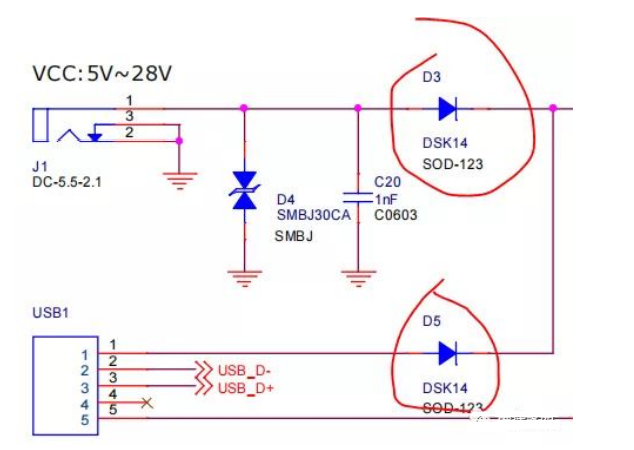 VCC:5V~28V
1
3
2
J1
DC-5.5-2.1
D4
SMBJ30CA
SMBJ
C20
1nF
C0603
D3
DSK14
SOD-123
USB1
1
2
3
4
5
1
2
3
4
5
USB_D-
USB_D+
D5
DSK14
SOD-123